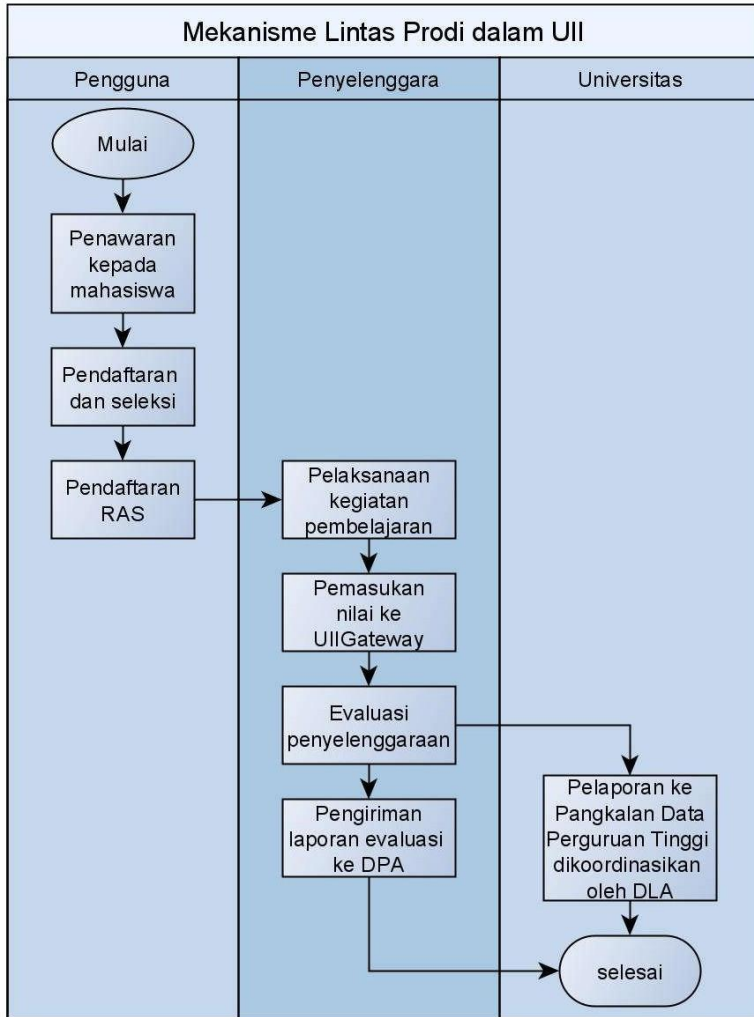 Mekanisme Lintas Prodi dalam UII
Pengguna
Penyelenggara
Universitas
Mulai
Penawaran
kepada
mahasiswa
Pendaftaran
dan seleksi
Pendaftaran
RAS
Pelaksanaan
kegiatan
pembelajaran
Pemasukan
nilai ke
UIIGateway
Evaluasi
penyelenggaraan
Pengiriman
laporan evaluasi
ke DPA
Pelaporan ke
Pangkalan Data
Perguruan Tinggi
dikoordinasikan
oleh DLA
selesai